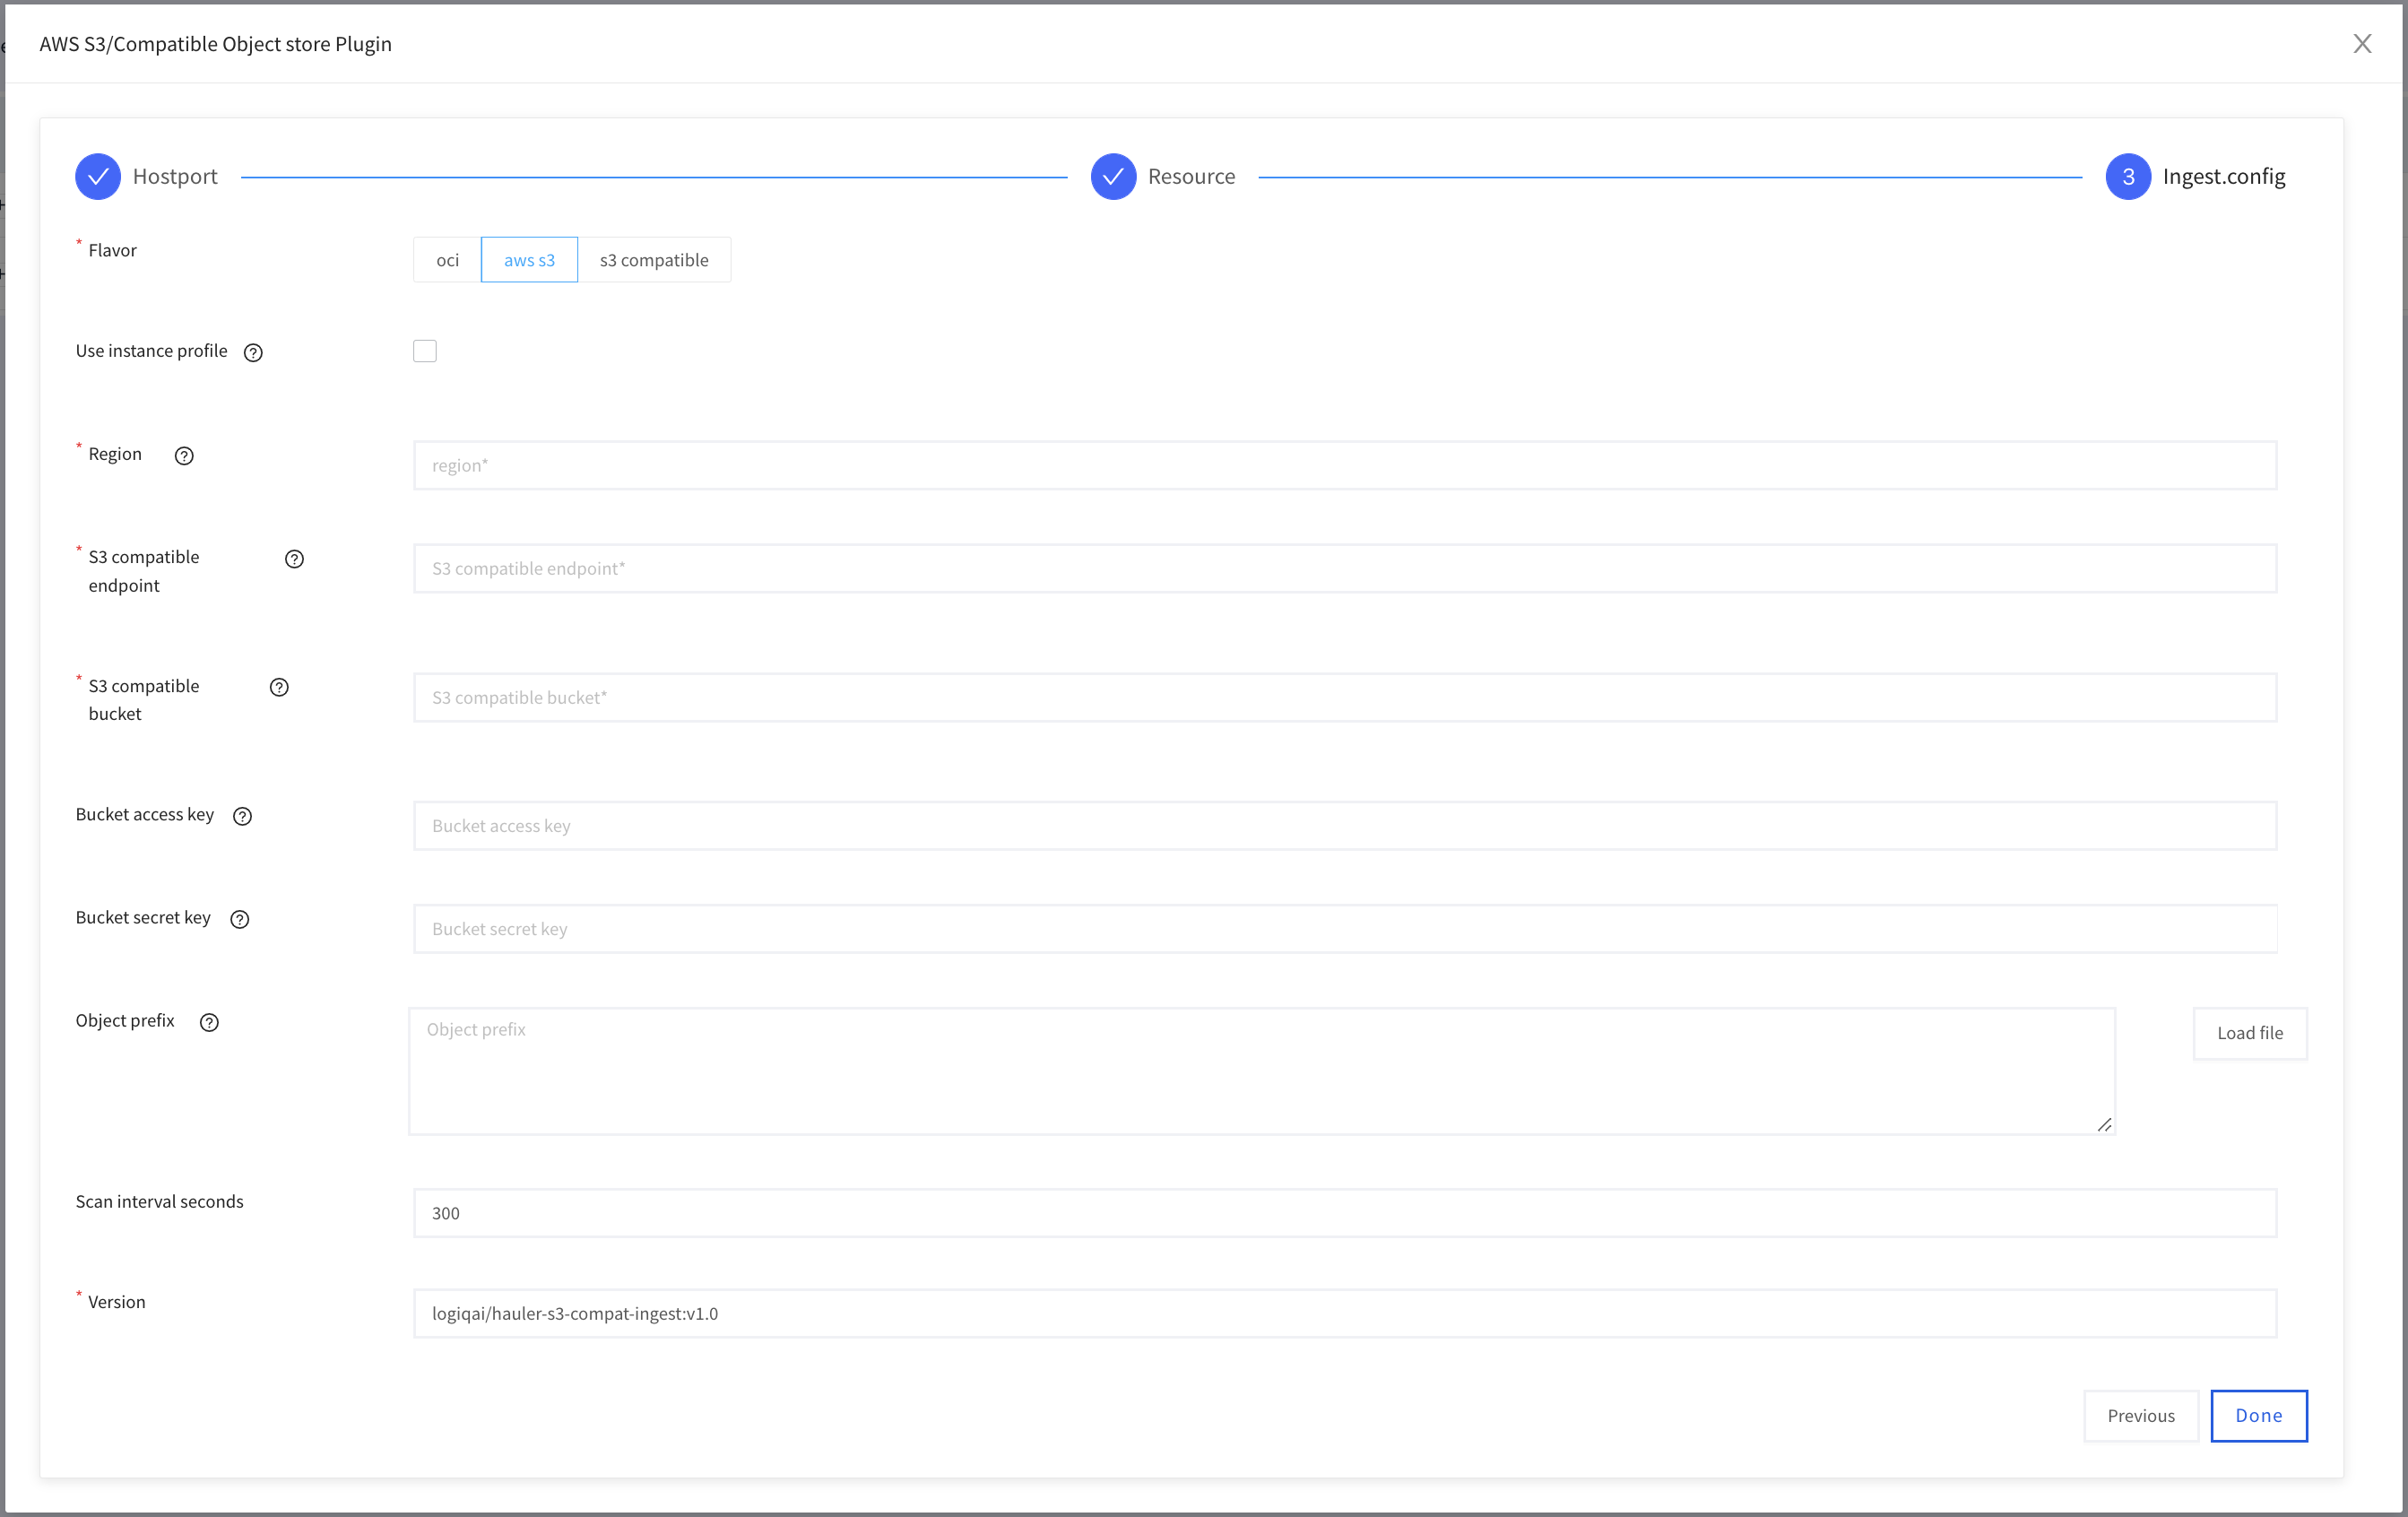 AWS S3/Compatible Object store Plugin
Hostport
Resource
3 Ingest.config
* Flavor
oci aws s3 s3 compatible
Use instance profile ?
* Region ?
region*
* S3 compatible endpoint ?
S3 compatible endpoint*
* S3 compatible bucket ?
S3 compatible bucket*
Bucket access key ?
Bucket access key
Bucket secret key ?
Bucket secret key
Object prefix ?
Object prefix
Load file
Scan interval seconds
300
* Version
logiqai/hauler-s3-compat-ingest:v1.0
Previous
Done